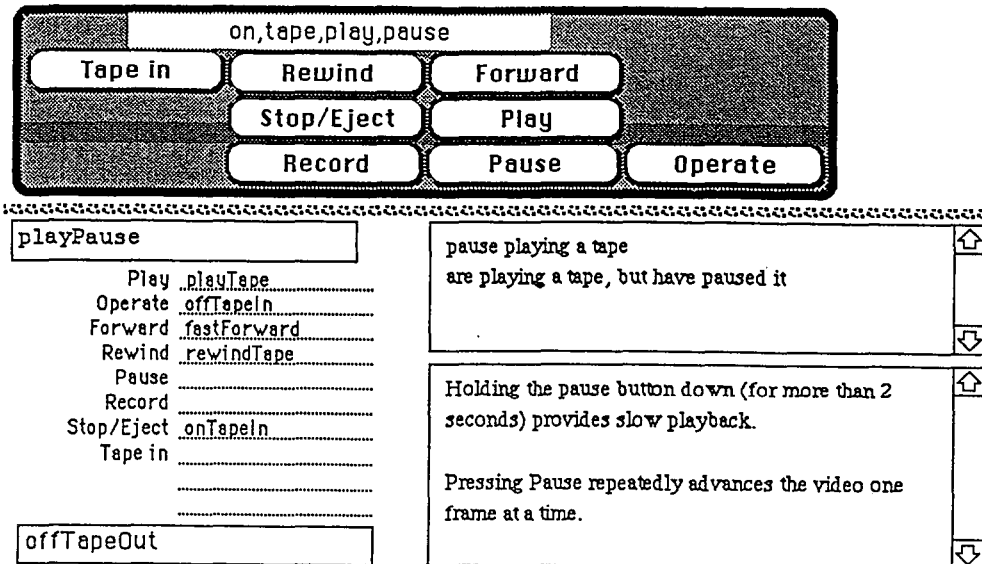 on,tape,play,pause
Tape in Rewind Forward
Stop/Eject Play
Record Pause Operate
playPause
Play playTape
Operate offTapeIn
Forward fastForward
Rewind rewindTape
Pause
Record
Stop/Eject onTapeIn
Tape in
offTapeOut
pause playing a tape
are playing a tape, but have paused it
Holding the pause button down (for more than 2
seconds) provides slow playback.
Pressing Pause repeatedly advances the video one
frame at a time.